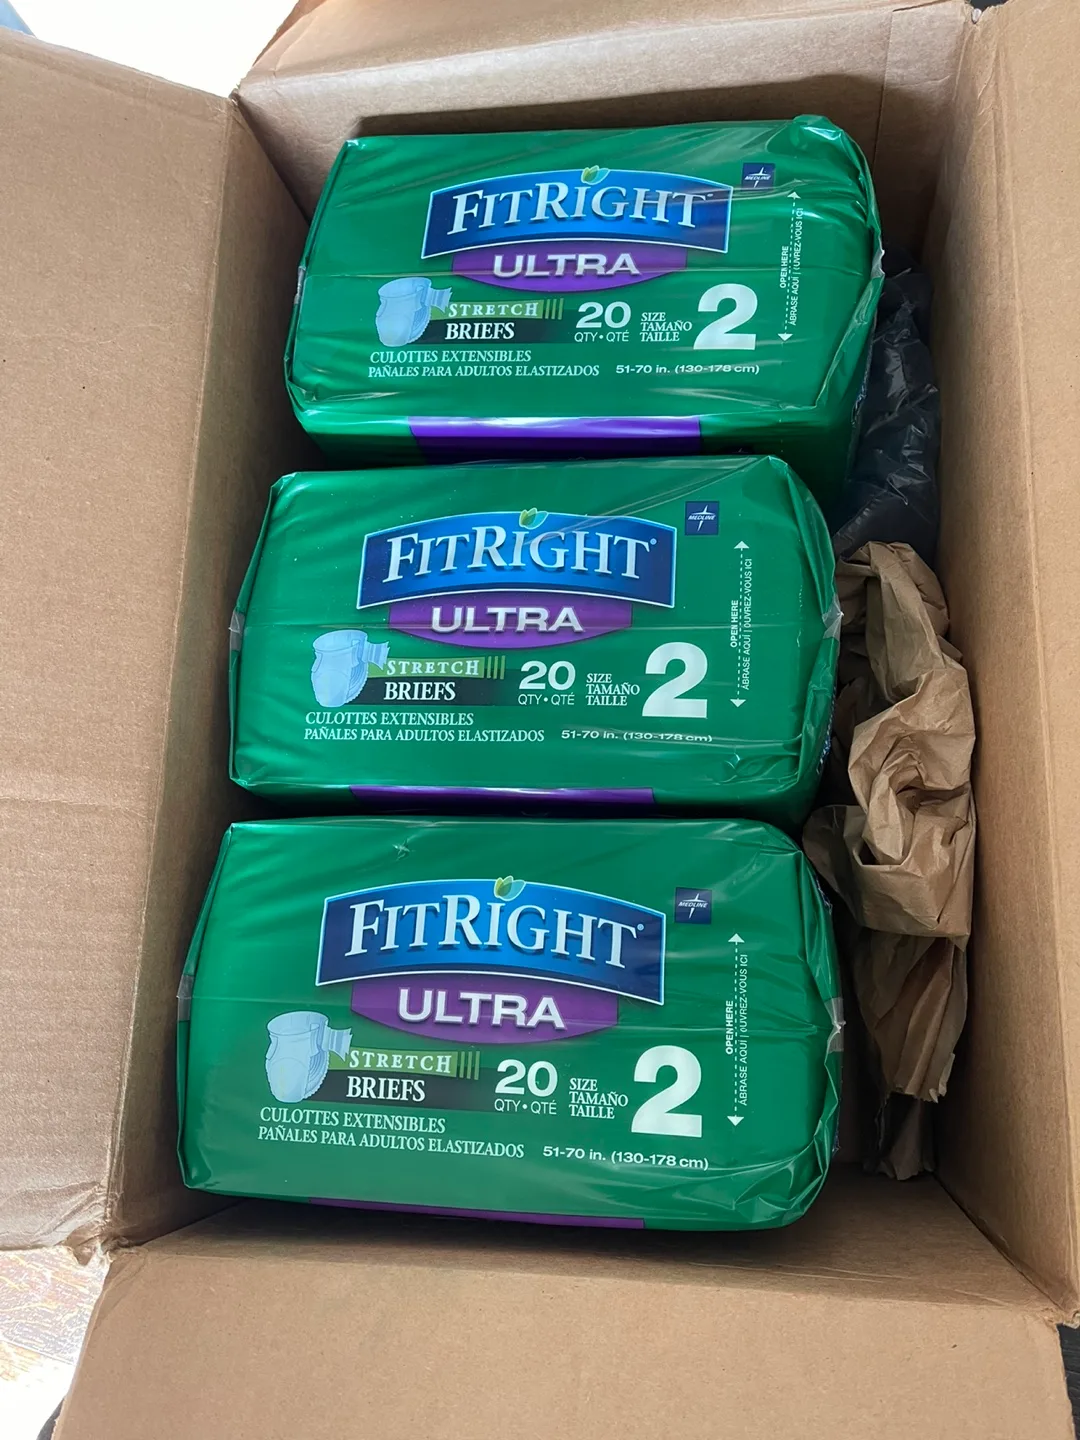 FITRIGHT
MEDLINE
ULTRA
STRETCH
BRIEFS
20
QTY • QTÉ
SIZE
TAMAÑO
TAILLE
2
CULOTTES EXTENSIBLES
PAÑALES PARA ADULTOS ELASTIZADOS
51-70 in. (130-178 cm)
OPEN HERE
ABRASE AQUÍ | OUVREZ-VOUS ICI
FITRIGHT
MEDLINE
ULTRA
STRETCH
BRIEFS
20
QTY • QTÉ
SIZE
TAMAÑO
TAILLE
2
CULOTTES EXTENSIBLES
PAÑALES PARA ADULTOS ELASTIZADOS
51-70 in. (130-178 cm)
OPEN HERE
ABRASE AQUÍ | OUVREZ-VOUS ICI
FITRIGHT
MEDLINE
ULTRA
STRETCH
BRIEFS
20
QTY • QTÉ
SIZE
TAMAÑO
TAILLE
2
CULOTTES EXTENSIBLES
PAÑALES PARA ADULTOS ELASTIZADOS
51-70 in. (130-178 cm)
OPEN HERE
ABRASE AQUÍ | OUVREZ-VOUS ICI